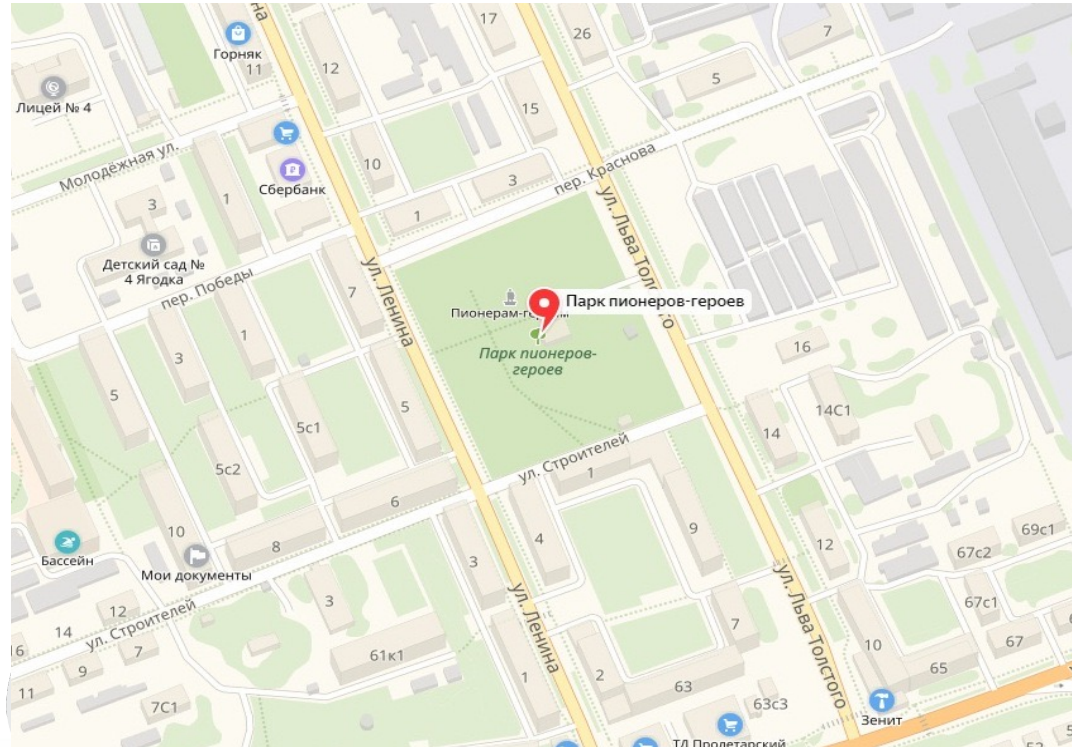 на
17
26
7
Горняк
11
12
5
Лицей № 4
15
Молодёжная ул.
10
Сбербанк
3
пер. Краснова
3
1
1
ул. Льва Толстого
Детский сад №
4 Ягодка
ул. Ленина
пер. Победы
7
Парк пионеров-героев
Пионерам-героям
Парк пионеров-
героев
1
3
16
5
5
5с1
14С1
14
ул. Строителей
5с2
1
6
10
9
4
8
12
69с1
67с2
Бассейн
Мои документы
3
3
ул. Льва Толстого
67с1
12
ул. Строителей
14
16
7
ул. Ленина
7
10
67
61к1
9
11
2
63
65
1
7С1
63с3
Зенит
ТД Пролетарский